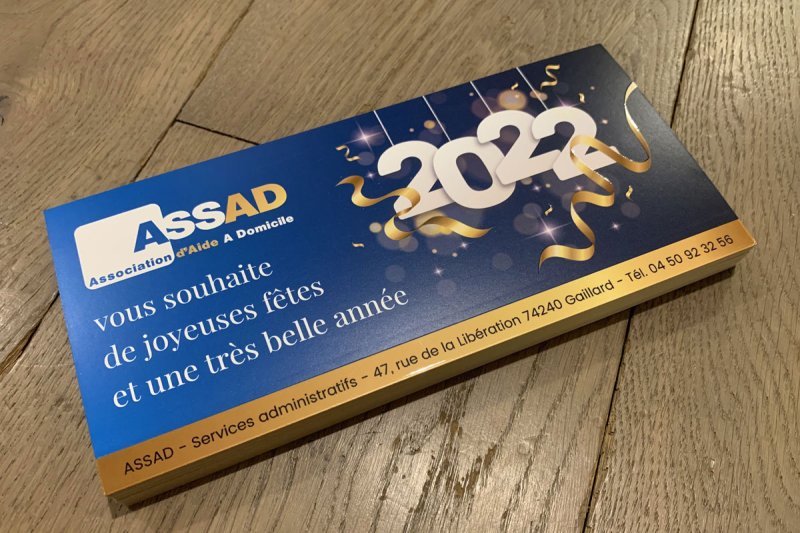 2022
ASSAD
Association d'Aide A Domicile
vous souhaite
de joyeuses fêtes
et une très belle année
ASSAD - Services administratifs - 47, rue de la Libération 74240 Gaillard - Tél. 04 50 92 32 56